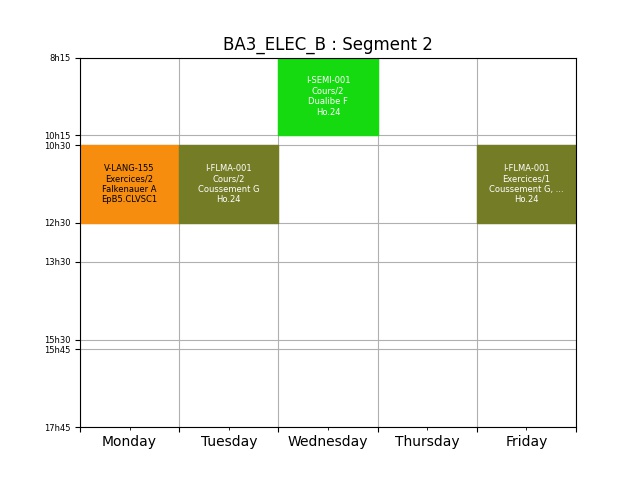 BA3_ELEC_B : Segment 2
8h15
I-SEMI-001
Cours/2
Dualibe F
Ho.24
10h15
10h30
V-LANG-155
Exercices/2
Falkenauer A
EpB5.CLVSC1
I-FLMA-001
Cours/2
Coussement G
Ho.24
I-FLMA-001
Exercices/1
Coussement G, ...
Ho.24
12h30
13h30
15h30
15h45
17h45
Monday
Tuesday
Wednesday
Thursday
Friday